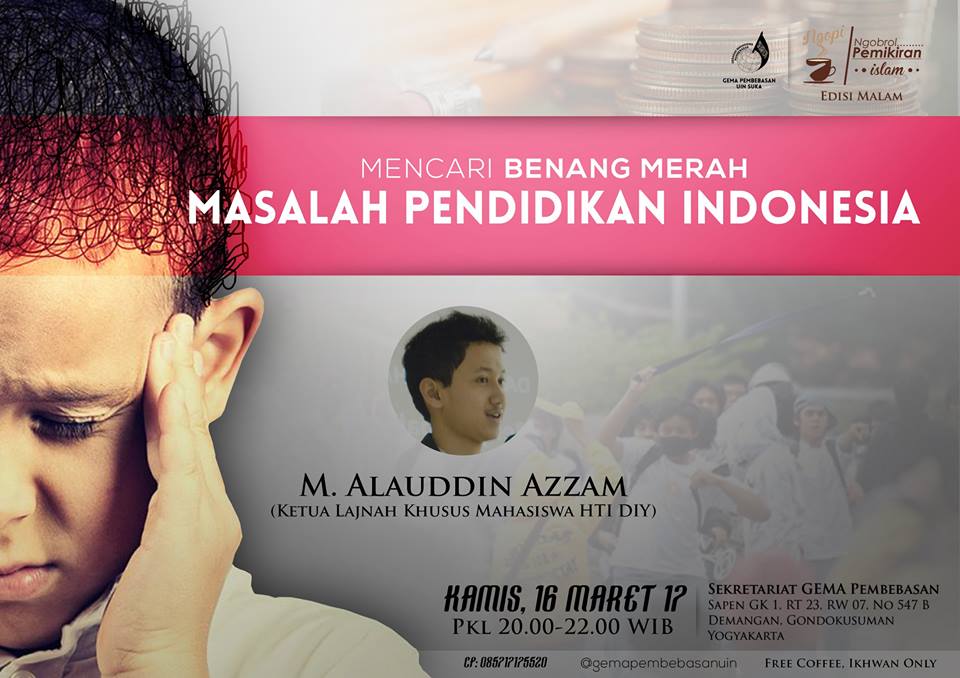 GEMA PEMBEBASAN
UIN SUKA
Ngopi
Ngobrol........
Pemikiran
islam
EDISI MALAM
MENCARI BENANG MERAH
MASALAH PENDIDIKAN INDONESIA
M. ALAUDDIN AZZAM
(KETUA LAJNAH KHUSUS MAHASISWA HTI DIY)
KAMIS, 16 MARET 17
PKL 20.00-22.00 WIB
SEKRETARIAT GEMA PEMBEBASAN
SAPEN GK 1, RT 23, RW 07, NO 547 B
DEMANGAN, GONDOKUSUMAN
YOGYAKARTA
CP: 085717175520
@gemapembebasanuin
FREE COFFEE, IKHWAN ONLY